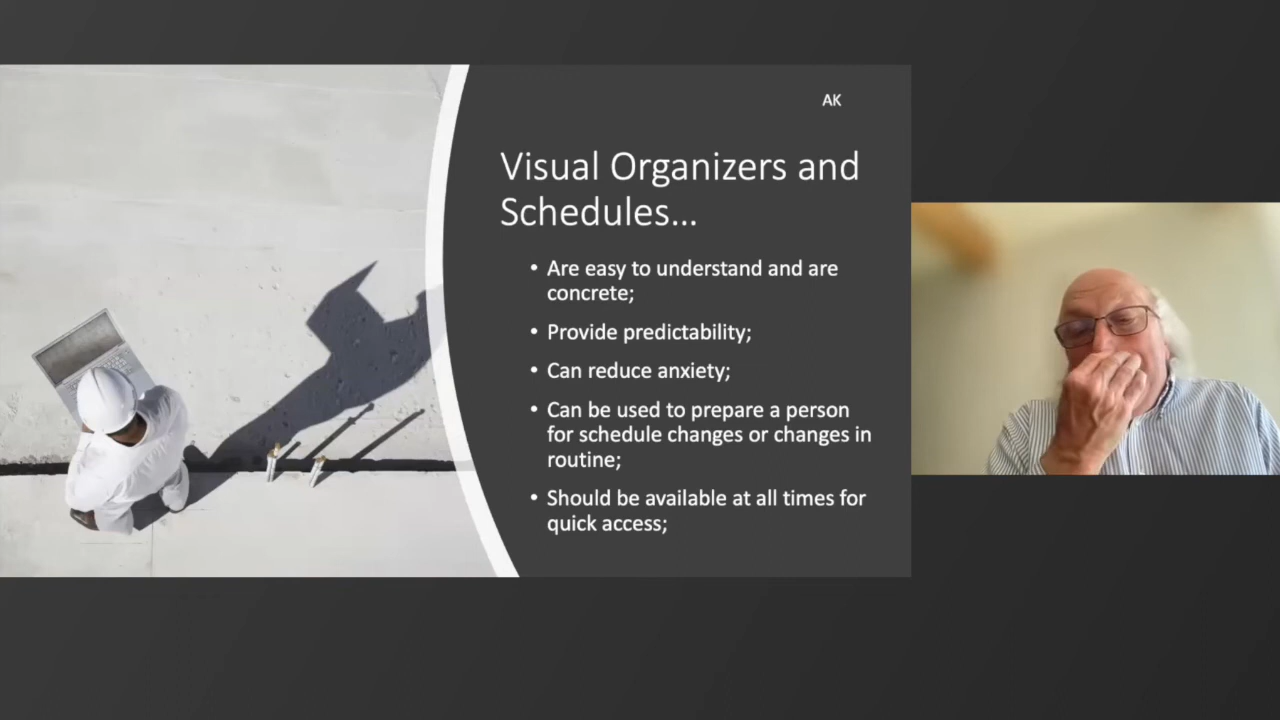 AK
Visual Organizers and
Schedules...
• Are easy to understand and are
concrete;
• Provide predictability;
• Can reduce anxiety;
• Can be used to prepare a person
for schedule changes or changes in
routine;
• Should be available at all times for
quick access;